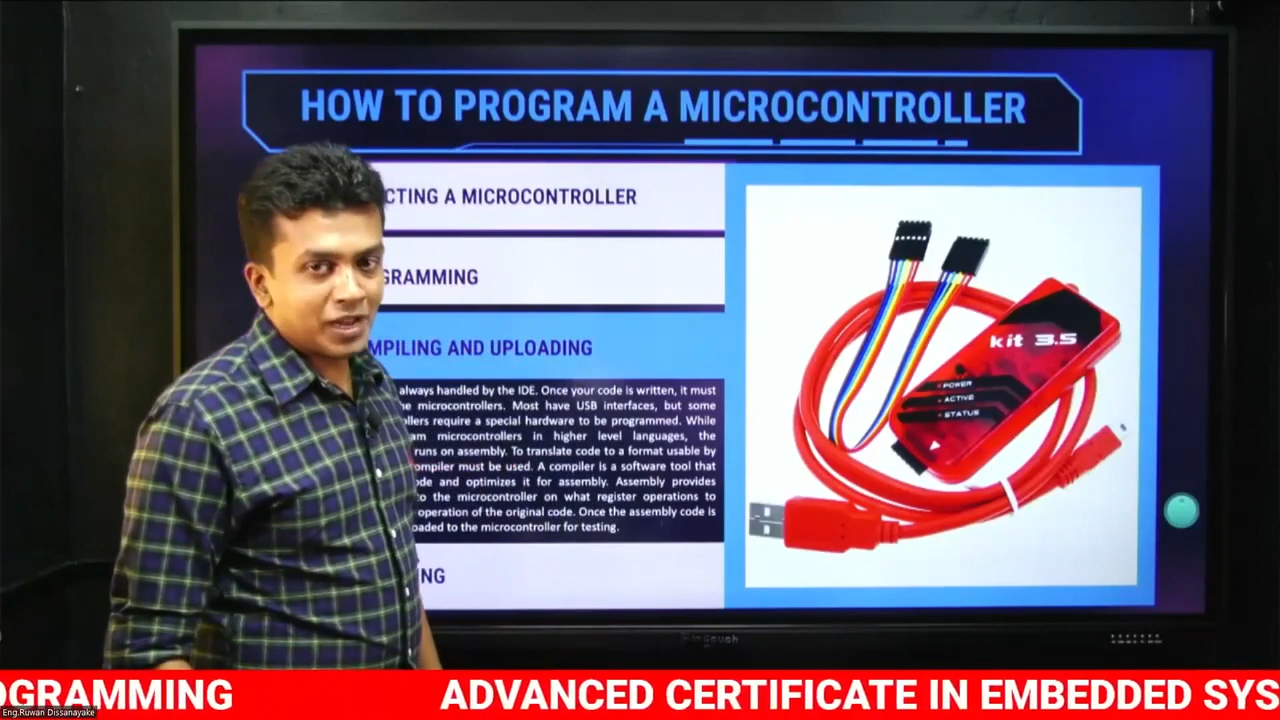 HOW TO PROGRAM A MICROCONTROLLER
CTING A MICROCONTROLLER
GRAMMING
MPILING AND UPLOADING
always handled by the IDE. Once your code is written, it must
he microcontrollers. Most have USB interfaces, but some
llers require a special hardware to be programmed. While
am microcontrollers in higher level languages, the
runs on assembly. To translate code to a format usable by
ompiler must be used. A compiler is a software tool that
ode and optimizes it for assembly. Assembly provides
to the microcontroller on what register operations to
operation of the original code. Once the assembly code is
oaded to the microcontroller for testing.
NG
kit 3.5
POWER
ACTIVE
STATUS
OGRAMMING
ADVANCED CERTIFICATE IN EMBEDDED SYS
Eng.Ruwan Dissanayake